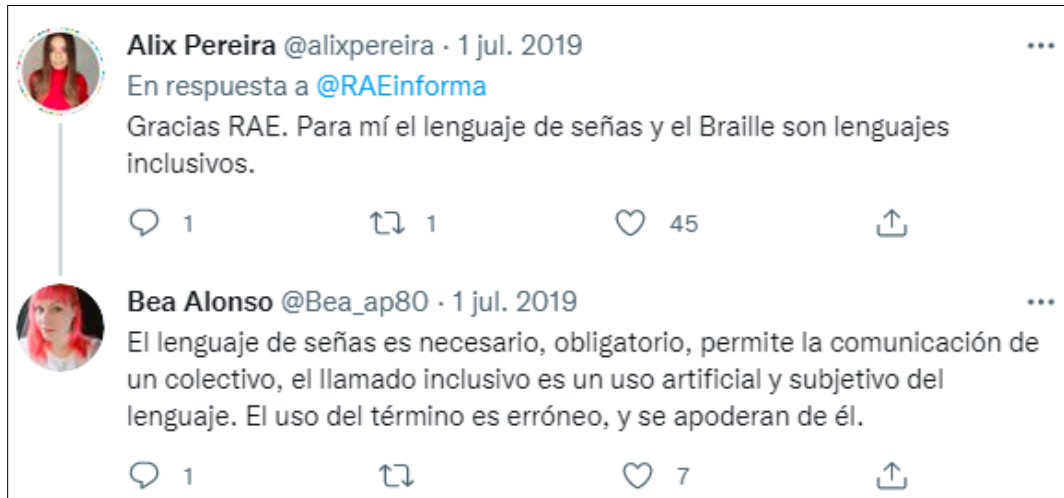 Alix Pereira @alixpereira · 1 jul. 2019
En respuesta a @RAEinforma
Gracias RAE. Para mí el lenguaje de señas y el Braille son lenguajes
inclusivos.
1 1 45
Bea Alonso @Bea_ap80 · 1 jul. 2019
El lenguaje de señas es necesario, obligatorio, permite la comunicación de
un colectivo, el llamado inclusivo es un uso artificial y subjetivo del
lenguaje. El uso del término es erróneo, y se apoderan de él.
1 7